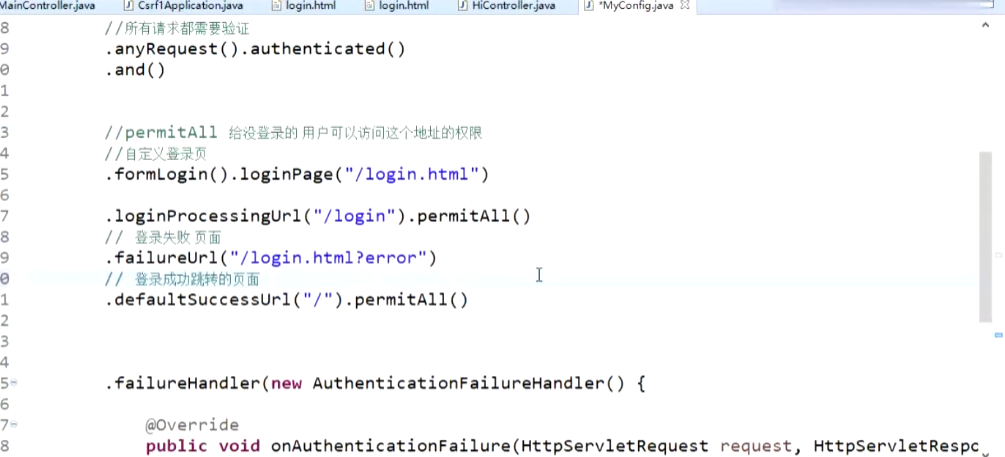 MainController.java Csrf1Application.java login.html login.html HiController.java *MyConfig.java
8 //所有请求都需要验证
9 .anyRequest().authenticated()
0 .and()
1
2
3 //permitAll 给没登录的 用户可以访问这个地址的权限
4 //自定义登录页
5 .formLogin().loginPage("/login.html")
6
7 .loginProcessingUrl("/login").permitAll()
8 // 登录失败 页面
9 .failureUrl("/login.html?error")
0 // 登录成功跳转的页面
1 .defaultSuccessUrl("/").permitAll()
2
3
4
5 .failureHandler(new AuthenticationFailureHandler() {
6
7 @Override
8 public void onAuthenticationFailure(HttpServletRequest request, HttpServletRespo